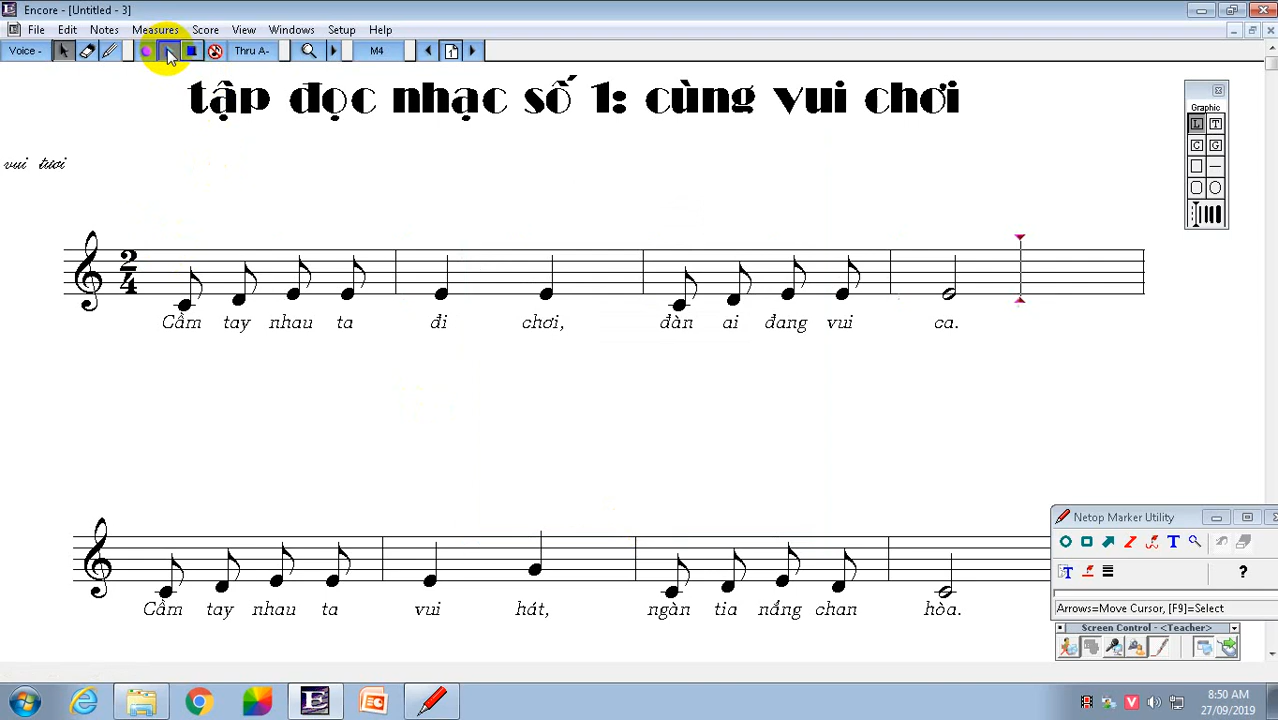 Encore - [Untitled - 3]
File Edit Notes Measures Score View Windows Setup Help
Voice - Thru A- M4 1
tập đọc nhạc số 1: cùng vui chơi
Graphic
L T
C G
vui tươi
2
4
Cầm tay nhau ta đi chơi, đàn ai đang vui ca.
Netop Marker Utility
T
T ?
Arrows=Move Cursor, [F9]=Select
Screen Control - <Teacher>
Cầm tay nhau ta vui hát, ngàn tia nắng chan hòa.
E V
8:50 AM
27/09/2019